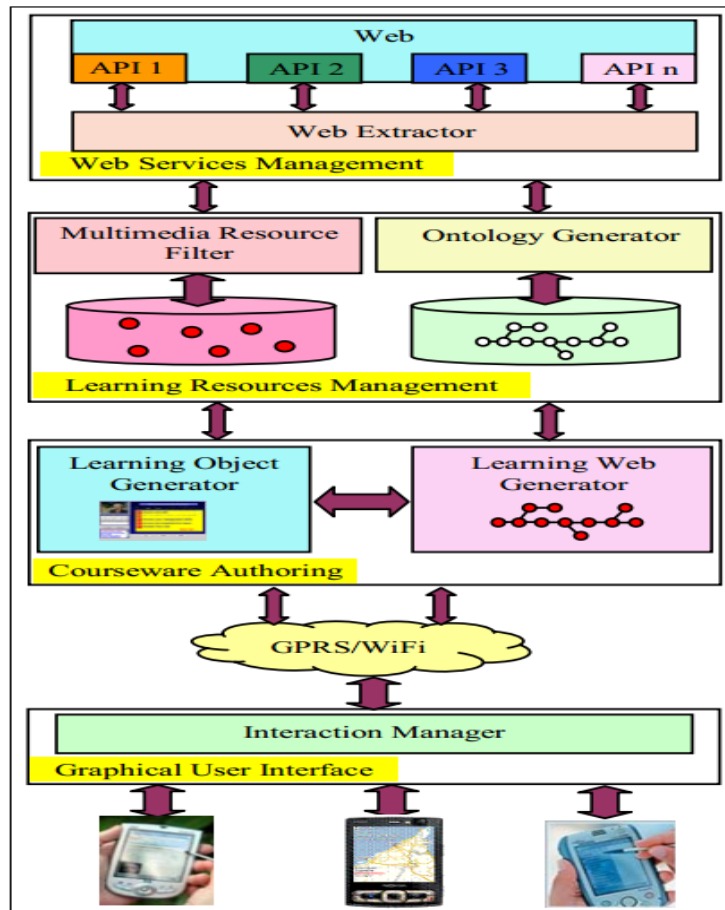 Web
API 1
API 2
API 3
API n
Web Extractor
Web Services Management
Multimedia Resource
Filter
Ontology Generator
Learning Resources Management
Learning Object
Generator
Learning Web
Generator
Courseware Authoring
GPRS/WiFi
Interaction Manager
Graphical User Interface